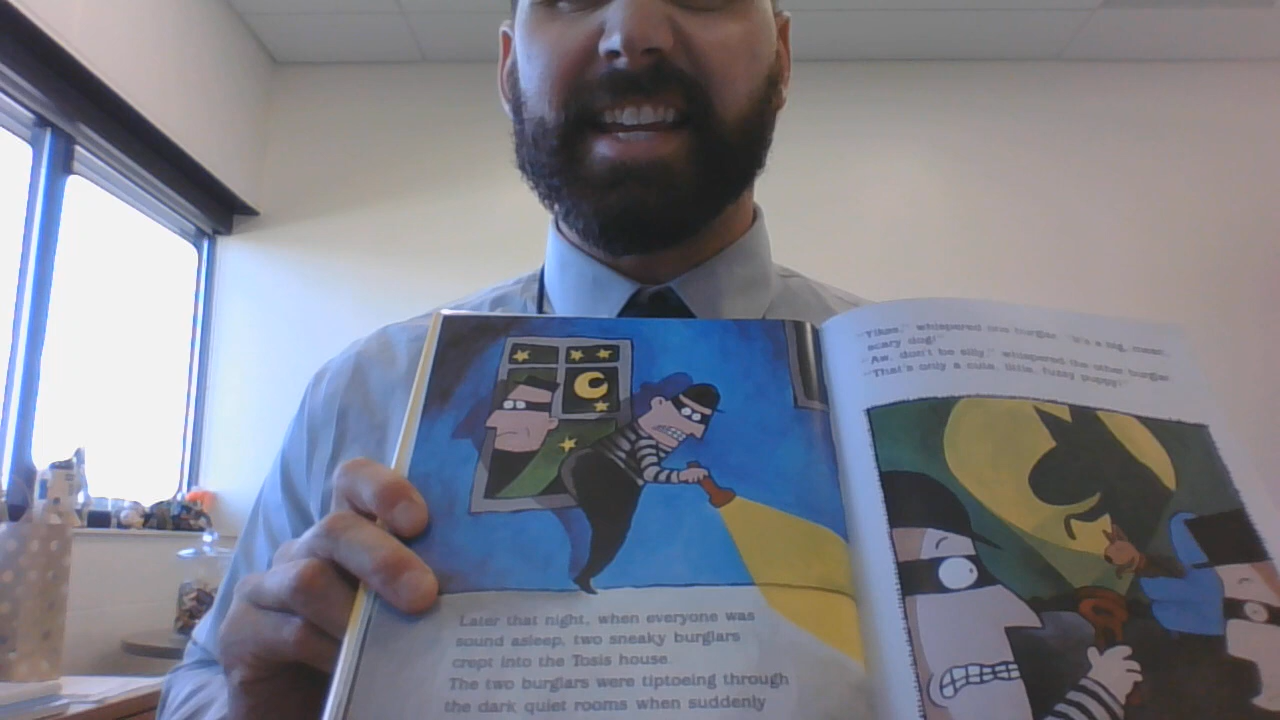 Later that night, when everyone was
sound asleep, two sneaky burglars
crept into the Tosis house.
The two burglars were tiptoeing through
the dark quiet rooms when suddenly
"Yikes," whispered one burglar. "It's a big, mean,
scary dog!"
"Aw, don't be silly," whispered the other burglar.
"That's only a cute, little, fuzzy puppy!"